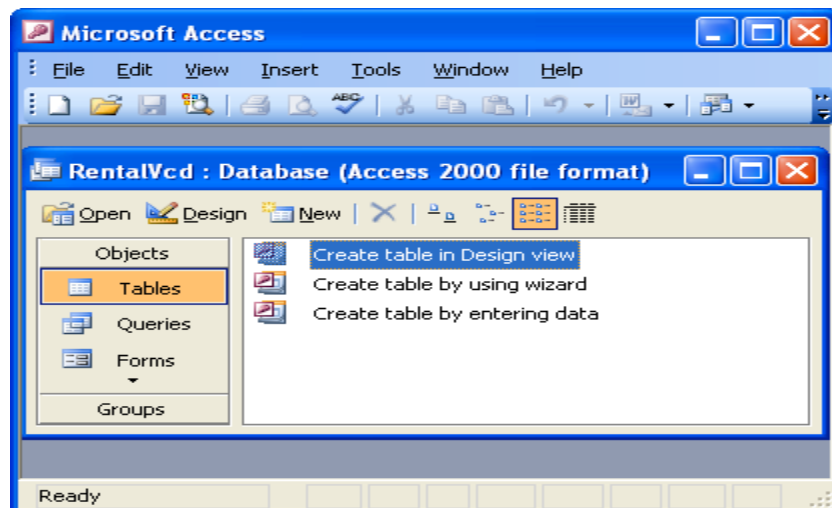 Microsoft Access
File Edit View Insert Tools Window Help
ABC W
RentalVcd : Database (Access 2000 file format)
Open Design New
Objects
Tables
Queries
Forms
Groups
Create table in Design view
Create table by using wizard
Create table by entering data
Ready